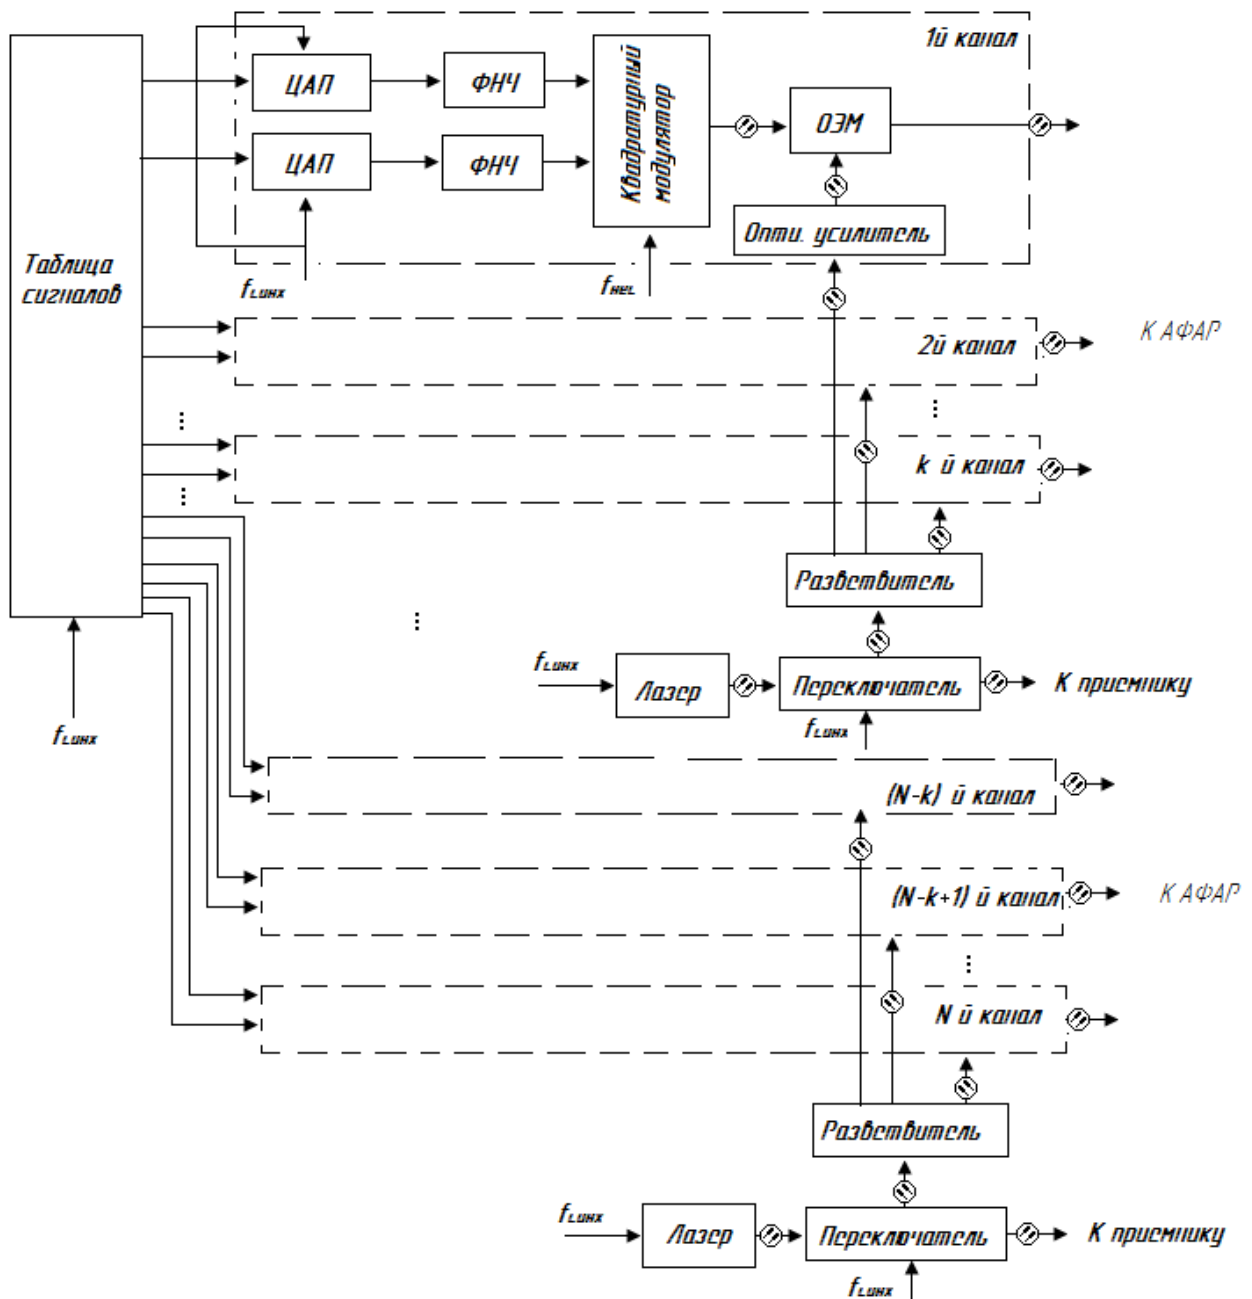 1й канал
ЦАП
ФНЧ
Квадратурный
модулятор
ОЭМ
ЦАП
ФНЧ
Опти. усилитель
Таблица
сигналов
fсинх
fнес
2й канал
К АФАР
k й канал
Разветвитель
fсинх
Лазер
Переключатель
К приемнику
fсинх
fсинх
(N-k) й канал
(N-k+1) й канал
К АФАР
N й канал
Разветвитель
fсинх
Лазер
Переключатель
К приемнику
fсинх